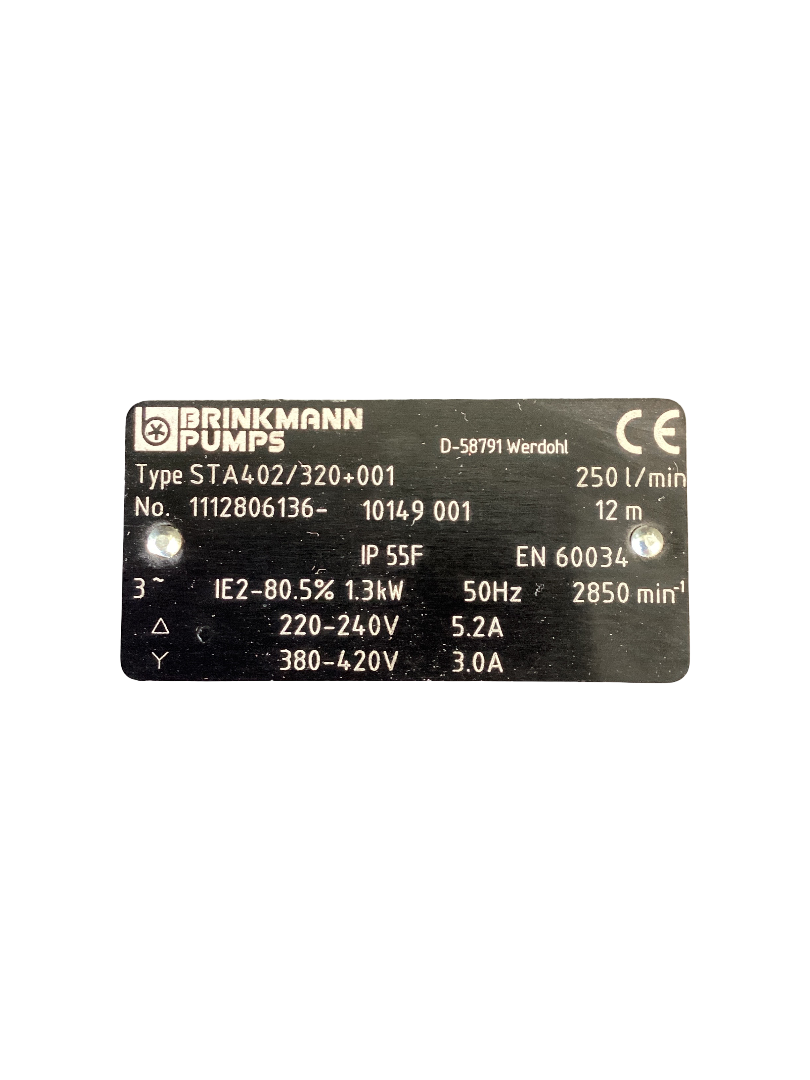 BRINKMANN
PUMPS
D-58791 Werdohl
CE
Type STA402/320+001 250 l/min
No. 1112806136- 10149 001 12 m
IP 55F EN 60034
3~ IE2-80.5% 1.3kW 50Hz 2850 min⁻¹
△ 220-240V 5.2A
Y 380-420V 3.0A